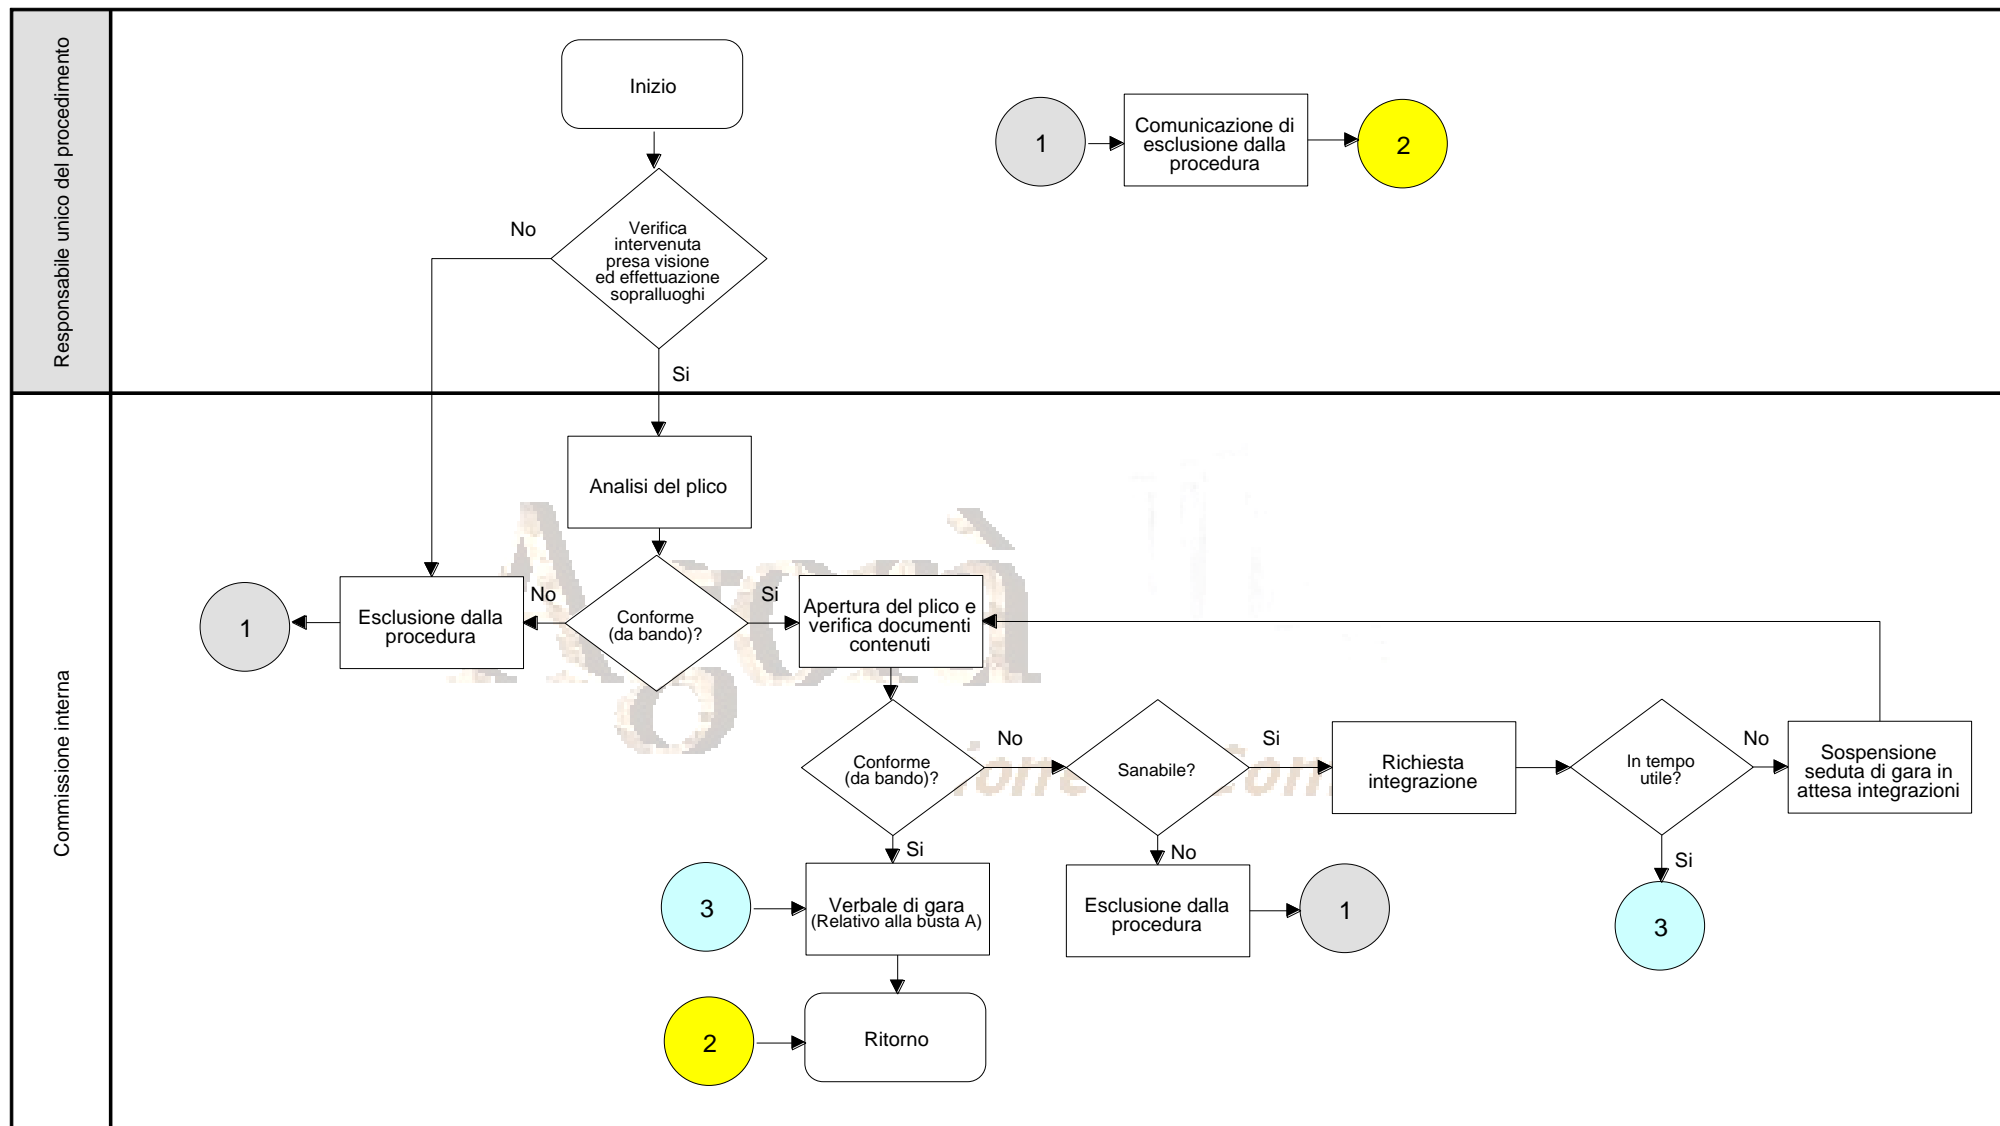 Responsabile unico del procedimento
Inizio
1
Comunicazione di
esclusione dalla
procedura
2
No
Verifica
intervenuta
presa visione
ed effettuazione
sopralluoghi
Si
Commissione interna
Analisi del plico
1
Esclusione dalla
procedura
No
Conforme
(da bando)?
Si
Apertura del plico e
verifica documenti
contenuti
Conforme
(da bando)?
No
Sanabile?
Si
Richiesta
integrazione
In tempo
utile?
No
Sospensione
seduta di gara in
attesa integrazioni
Si
3
Verbale di gara
(Relativo alla busta A)
No
Esclusione dalla
procedura
1
Si
3
2
Ritorno
Agorà